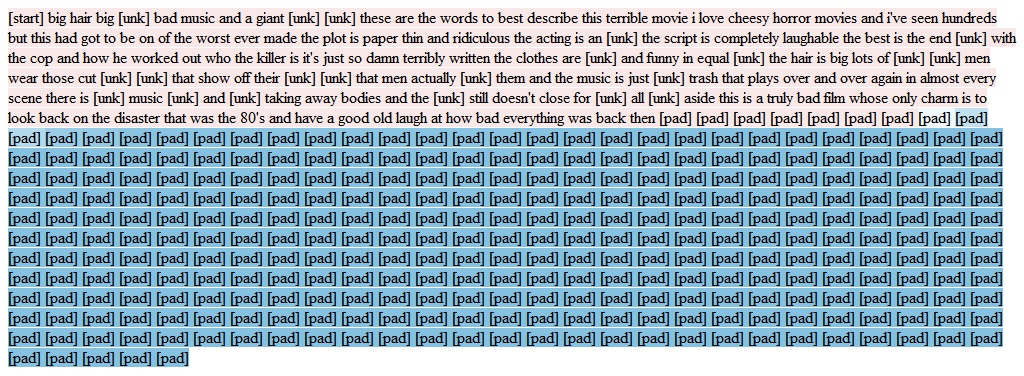 [start] big hair big [unk] bad music and a giant [unk] [unk] these are the words to best describe this terrible movie i love cheesy horror movies and i've seen hundreds
but this had got to be on of the worst ever made the plot is paper thin and ridiculous the acting is an [unk] the script is completely laughable the best is the end [unk] with
the cop and how he worked out who the killer is it's just so damn terribly written the clothes are [unk] and funny in equal [unk] the hair is big lots of [unk] [unk] men
wear those cut [unk] [unk] that show off their [unk] [unk] that men actually [unk] them and the music is just [unk] trash that plays over and over again in almost every
scene there is [unk] music [unk] and [unk] taking away bodies and the [unk] still doesn't close for [unk] all [unk] aside this is a truly bad film whose only charm is to
look back on the disaster that was the 80's and have a good old laugh at how bad everything was back then [pad] [pad] [pad] [pad] [pad] [pad] [pad] [pad] [pad]
[pad] [pad] [pad] [pad] [pad] [pad] [pad] [pad] [pad] [pad] [pad] [pad] [pad] [pad] [pad] [pad] [pad] [pad] [pad] [pad] [pad] [pad] [pad] [pad] [pad] [pad] [pad]
[pad] [pad] [pad] [pad] [pad] [pad] [pad] [pad] [pad] [pad] [pad] [pad] [pad] [pad] [pad] [pad] [pad] [pad] [pad] [pad] [pad] [pad] [pad] [pad] [pad] [pad] [pad]
[pad] [pad] [pad] [pad] [pad] [pad] [pad] [pad] [pad] [pad] [pad] [pad] [pad] [pad] [pad] [pad] [pad] [pad] [pad] [pad] [pad] [pad] [pad] [pad] [pad] [pad] [pad]
[pad] [pad] [pad] [pad] [pad] [pad] [pad] [pad] [pad] [pad] [pad] [pad] [pad] [pad] [pad] [pad] [pad] [pad] [pad] [pad] [pad] [pad] [pad] [pad] [pad] [pad] [pad]
[pad] [pad] [pad] [pad] [pad] [pad] [pad] [pad] [pad] [pad] [pad] [pad] [pad] [pad] [pad] [pad] [pad] [pad] [pad] [pad] [pad] [pad] [pad] [pad] [pad] [pad] [pad]
[pad] [pad] [pad] [pad] [pad] [pad] [pad] [pad] [pad] [pad] [pad] [pad] [pad] [pad] [pad] [pad] [pad] [pad] [pad] [pad] [pad] [pad] [pad] [pad] [pad] [pad] [pad]
[pad] [pad] [pad] [pad] [pad] [pad] [pad] [pad] [pad] [pad] [pad] [pad] [pad] [pad] [pad] [pad] [pad] [pad] [pad] [pad] [pad] [pad] [pad] [pad] [pad] [pad] [pad]
[pad] [pad] [pad] [pad] [pad] [pad] [pad] [pad] [pad] [pad] [pad] [pad] [pad] [pad] [pad] [pad] [pad] [pad] [pad] [pad] [pad] [pad] [pad] [pad] [pad] [pad] [pad]
[pad] [pad] [pad] [pad] [pad] [pad] [pad] [pad] [pad] [pad] [pad] [pad] [pad] [pad] [pad] [pad] [pad] [pad] [pad] [pad] [pad] [pad] [pad] [pad] [pad] [pad] [pad]
[pad] [pad] [pad] [pad] [pad] [pad] [pad] [pad] [pad] [pad] [pad] [pad] [pad] [pad] [pad] [pad] [pad] [pad] [pad] [pad] [pad] [pad] [pad] [pad] [pad] [pad] [pad]
[pad] [pad] [pad] [pad] [pad] [pad] [pad] [pad] [pad] [pad] [pad] [pad] [pad] [pad] [pad] [pad] [pad] [pad] [pad] [pad] [pad] [pad] [pad] [pad] [pad] [pad] [pad]
[pad] [pad] [pad] [pad] [pad]